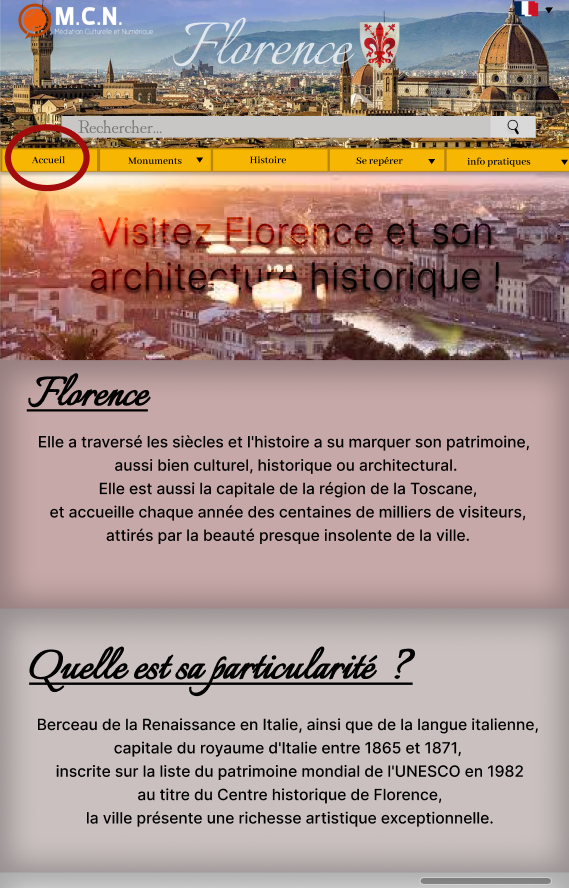 M.C.N.
Médiation Culturelle et Numérique
Florence
Rechercher...
Accueil
Monuments
Histoire
Se repérer
info pratiques
Visitez Florence et son
architecture historique !
Florence
Elle a traversé les siècles et l'histoire a su marquer son patrimoine,
aussi bien culturel, historique ou architectural.
Elle est aussi la capitale de la région de la Toscane,
et accueille chaque année des centaines de milliers de visiteurs,
attirés par la beauté presque insolente de la ville.
Quelle est sa particularité ?
Berceau de la Renaissance en Italie, ainsi que de la langue italienne,
capitale du royaume d'Italie entre 1865 et 1871,
inscrite sur la liste du patrimoine mondial de l'UNESCO en 1982
au titre du Centre historique de Florence,
la ville présente une richesse artistique exceptionnelle.